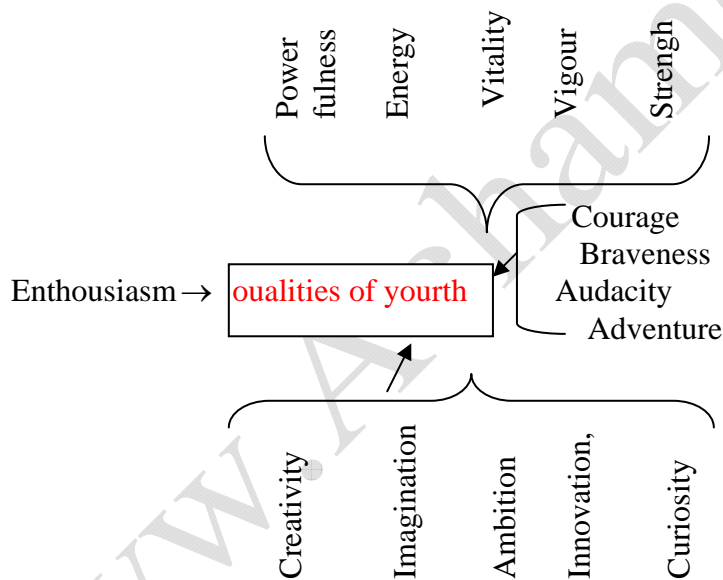 Power
fulness
Energy
Vitality
Vigour
Strengh
Courage
Braveness
Enthousiasm → oualities of yourth
Audacity
Adventure
Creativity
Imagination
Ambition
Innovation,
Curiosity